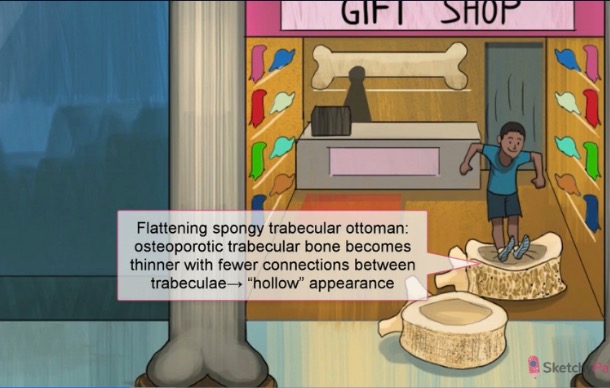 GIFT SHOP
Flattening spongy trabecular ottoman:
osteoporotic trabecular bone becomes
thinner with fewer connections between
trabeculae→ “hollow” appearance
Sketchy